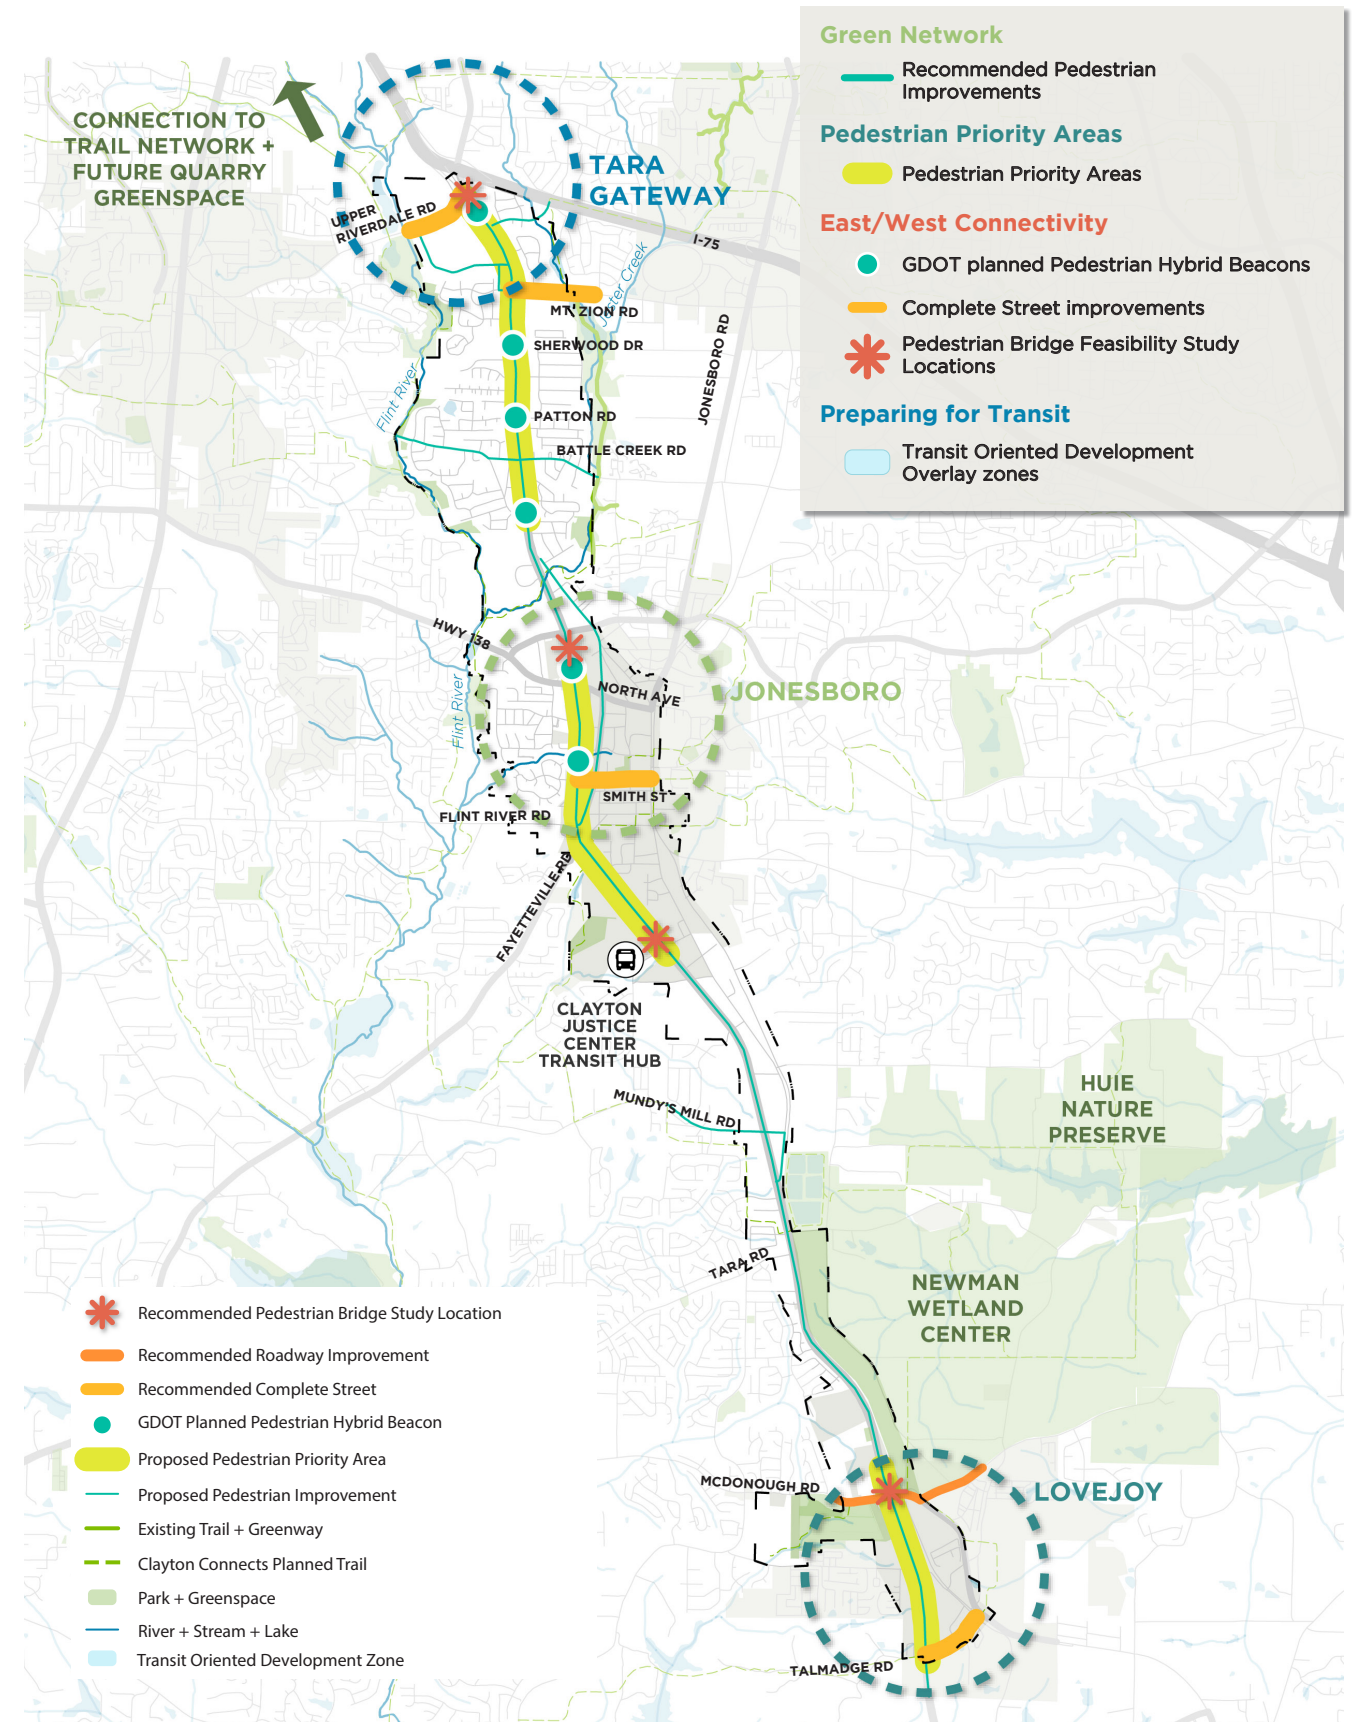 Green Network
Recommended Pedestrian
Improvements
Pedestrian Priority Areas
Pedestrian Priority Areas
East/West Connectivity
GDOT planned Pedestrian Hybrid Beacons
Complete Street improvements
Pedestrian Bridge Feasibility Study
Locations
Preparing for Transit
Transit Oriented Development
Overlay zones
CONNECTION TO
TRAIL NETWORK +
FUTURE QUARRY
GREENSPACE
TARA
GATEWAY
UPPER
RIVERDALE RD
I-75
Jester Creek
MT. ZION RD
SHERWOOD DR
JONESBORO RD
Flint River
PATTON RD
BATTLE CREEK RD
HWY 138
NORTH AVE
JONESBORO
Flint River
SMITH ST
FLINT RIVER RD
FAYETTEVILLE RD
CLAYTON
JUSTICE
CENTER
TRANSIT HUB
MUNDY'S MILL RD
HUIE
NATURE
PRESERVE
TARA RD
NEWMAN
WETLAND
CENTER
MCDONOUGH RD
LOVEJOY
TALMADGE RD
Recommended Pedestrian Bridge Study Location
Recommended Roadway Improvement
Recommended Complete Street
GDOT Planned Pedestrian Hybrid Beacon
Proposed Pedestrian Priority Area
Proposed Pedestrian Improvement
Existing Trail + Greenway
Clayton Connects Planned Trail
Park + Greenspace
River + Stream + Lake
Transit Oriented Development Zone